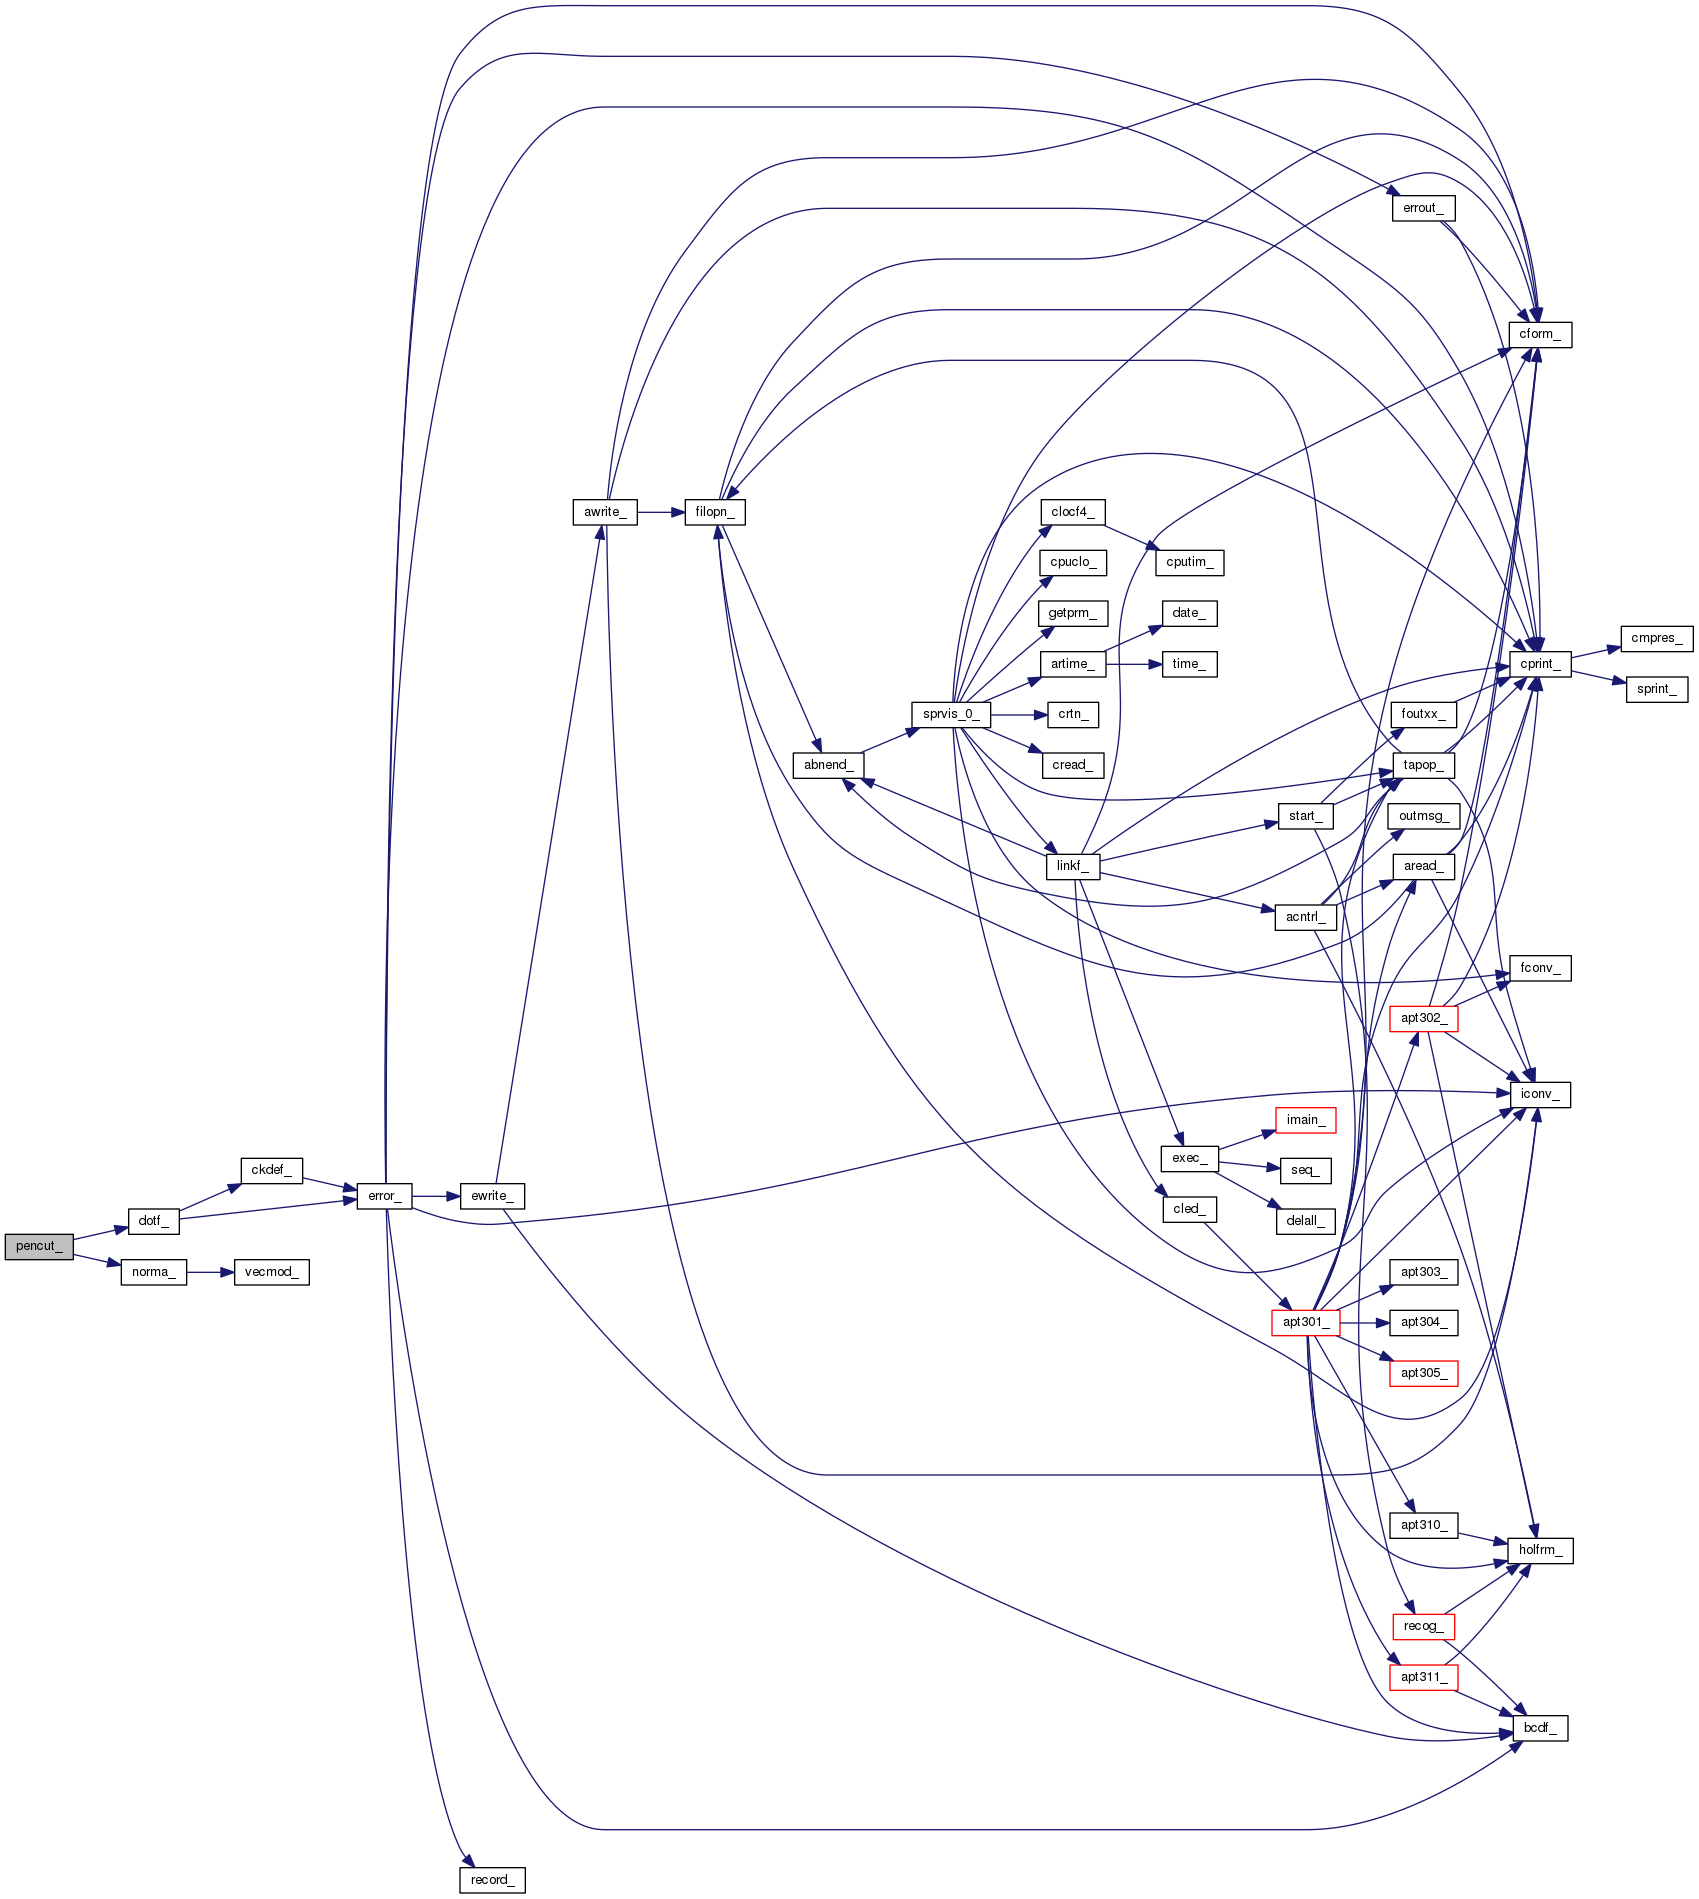 pencut_
dotf_
norma_
ckdef_
vecmod_
error_
ewrite_
record_
awrite_
filopn_
abnend_
sprvis_0_
clocf4_
cpuclo_
getprm_
artime_
crtn_
cread_
linkf_
cputim_
date_
time_
exec_
cled_
start_
acntrl_
imain_
seq_
delall_
apt301_
errout_
foutxx_
tapop_
outmsg_
aread_
apt302_
apt303_
apt304_
apt305_
apt310_
recog_
apt311_
cform_
cprint_
fconv_
iconv_
holfrm_
bcdf_
cmpres_
sprint_